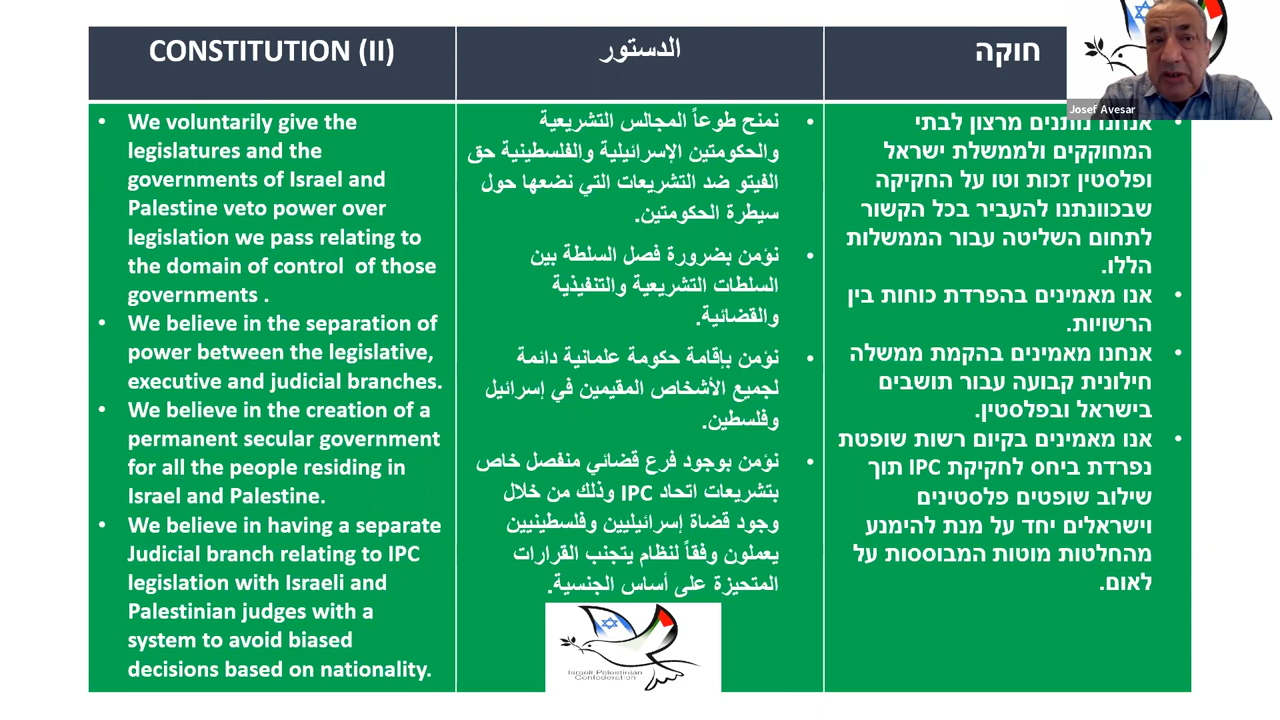 CONSTITUTION (II)
We voluntarily give the
legislatures and the
governments of Israel and
Palestine veto power over
legislation we pass relating to
the domain of control of those
governments .
We believe in the separation of
power between the legislative,
executive and judicial branches.
We believe in the creation of a
permanent secular government
for all the people residing in
Israel and Palestine.
We believe in having a separate
Judicial branch relating to IPC
legislation with Israeli and
Palestinian judges with a
system to avoid biased
decisions based on nationality.
الدستور
نمنح طوعاً المجالس التشريعية
والحكومتين الإسرائيلية والفلسطينية حق
الفيتو ضد التشريعات التي نضعها حول
سيطرة الحكومتين.
نؤمن بضرورة فصل السلطة بين
السلطات التشريعية والتنفيذية
والقضائية.
نؤمن بإقامة حكومة علمانية دائمة
لجميع الأشخاص المقيمين في إسرائيل
وفلسطين.
نؤمن بوجود فرع قضائي منفصل خاص
بتشريعات اتحاد IPC وذلك من خلال
وجود قضاة إسرائيليين وفلسطينيين
يعملون وفقاً لنظام يتجنب القرارات
المتحيزة على أساس الجنسية.
Israeli Palestinian
Confederation
חוקה
אנחנו נותנים מרצון לבתי
המחוקקים ולממשלת ישראל
ופלסטין זכות וטו על החקיקה
שבכוונתנו להעביר בכל הקשור
לתחום השליטה עבור הממשלות
הללו.
אנו מאמינים בהפרדת כוחות בין
הרשויות.
אנחנו מאמינים בהקמת ממשלה
חילונית קבועה עבור תושבים
בישראל ובפלסטין.
אנו מאמינים בקיום רשות שופטת
נפרדת ביחס לחקיקת IPC תוך
שילוב שופטים פלסטינים
וישראלים יחד על מנת להימנע
מהחלטות מוטות המבוססות על
לאום.
Josef Avesar